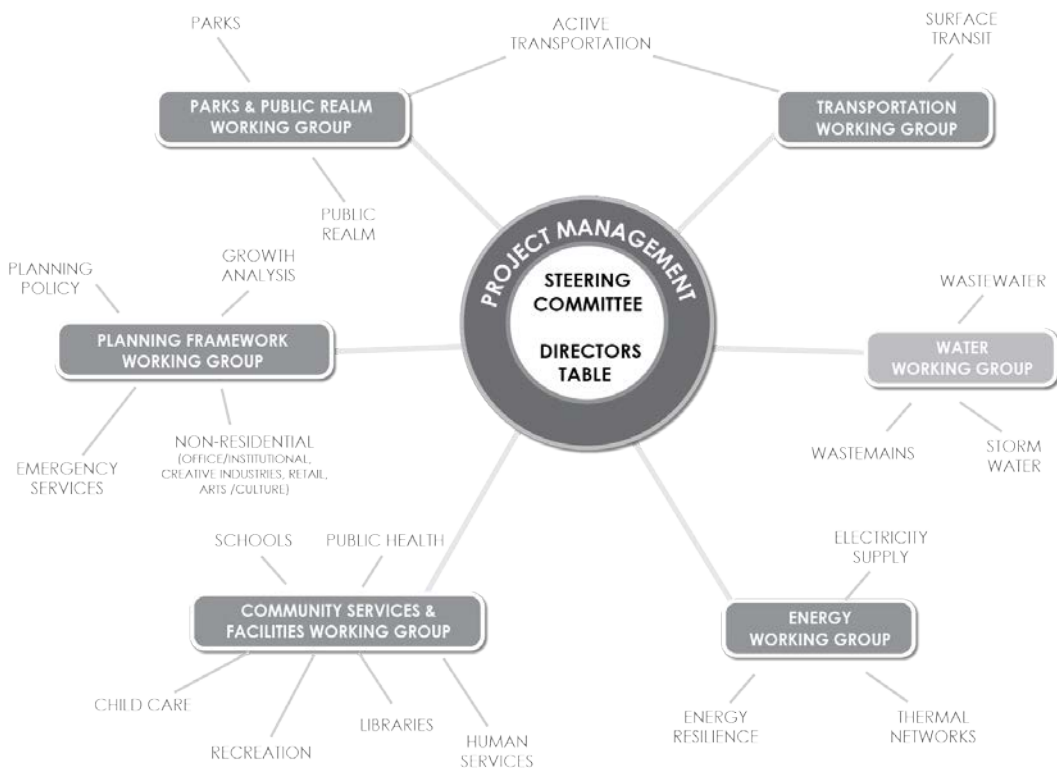 PARKS
ACTIVE
TRANSPORTATION
SURFACE
TRANSIT
PARKS & PUBLIC REALM
WORKING GROUP
TRANSPORTATION
WORKING GROUP
PUBLIC
REALM
PROJECT MANAGEMENT
STEERING
COMMITTEE
DIRECTORS
TABLE
PLANNING
POLICY
GROWTH
ANALYSIS
PLANNING FRAMEWORK
WORKING GROUP
EMERGENCY
SERVICES
NON-RESIDENTIAL
(OFFICE/INSTITUTIONAL,
CREATIVE INDUSTRIES, RETAIL,
ARTS /CULTURE)
WASTEWATER
WATER
WORKING GROUP
WASTEMAINS
STORM
WATER
SCHOOLS
PUBLIC HEALTH
COMMUNITY SERVICES &
FACILITIES WORKING GROUP
CHILD CARE
RECREATION
LIBRARIES
HUMAN
SERVICES
ELECTRICITY
SUPPLY
ENERGY
WORKING GROUP
ENERGY
RESILIENCE
THERMAL
NETWORKS